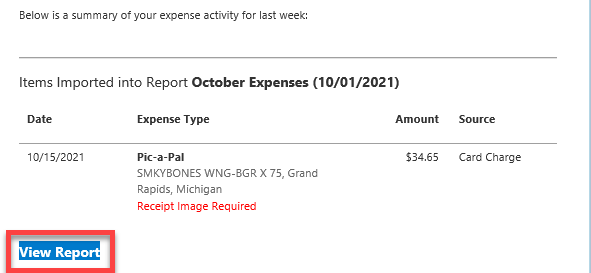 Below is a summary of your expense activity for last week:
Items Imported into Report October Expenses (10/01/2021)
Date Expense Type Amount Source
10/15/2021 Pic-a-Pal $34.65 Card Charge
SMKYBONES WNG-BGR X 75, Grand
Rapids, Michigan
Receipt Image Required
View Report